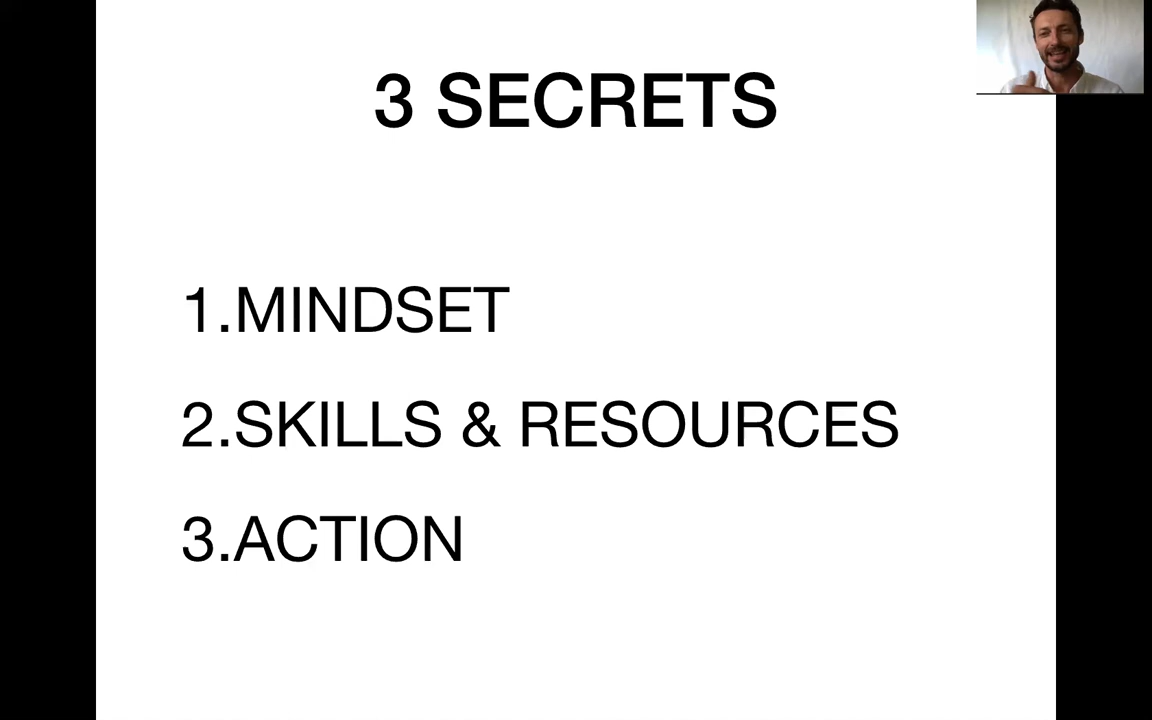 3 SECRETS
1.MINDSET
2.SKILLS & RESOURCES
3.ACTION